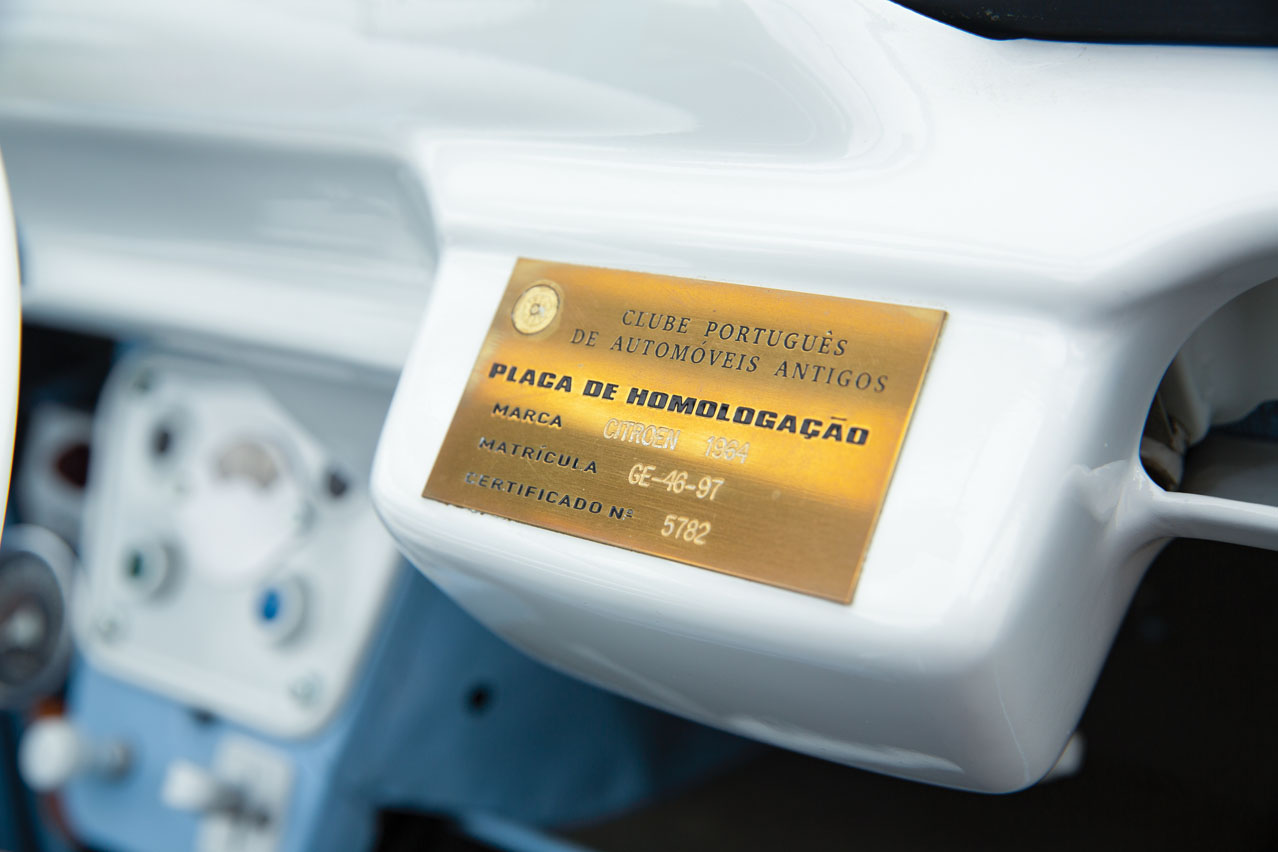 CLUBE PORTUGUÊS
DE AUTOMÓVEIS ANTIGOS
PLACA DE HOMOLOGAÇÃO
MARCA CITROEN 1964
MATRÍCULA GE-46-97
CERTIFICADO Nº 5782